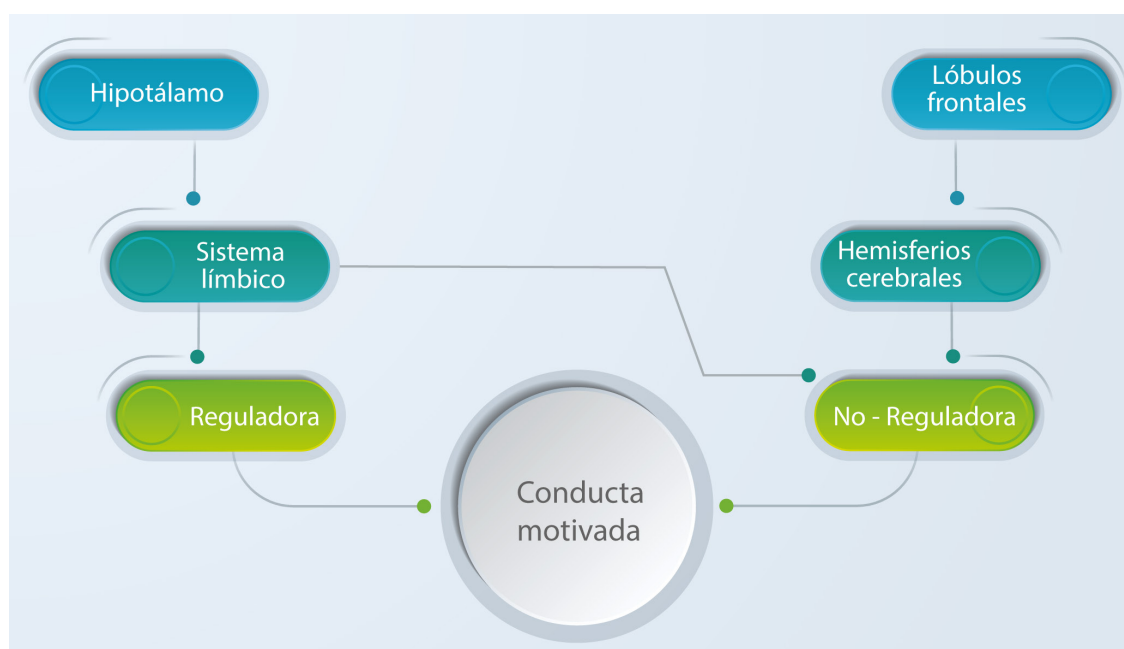 Hipotálamo
Lóbulos
frontales
Sistema
límbico
Hemisferios
cerebrales
Reguladora
No - Reguladora
Conducta
motivada